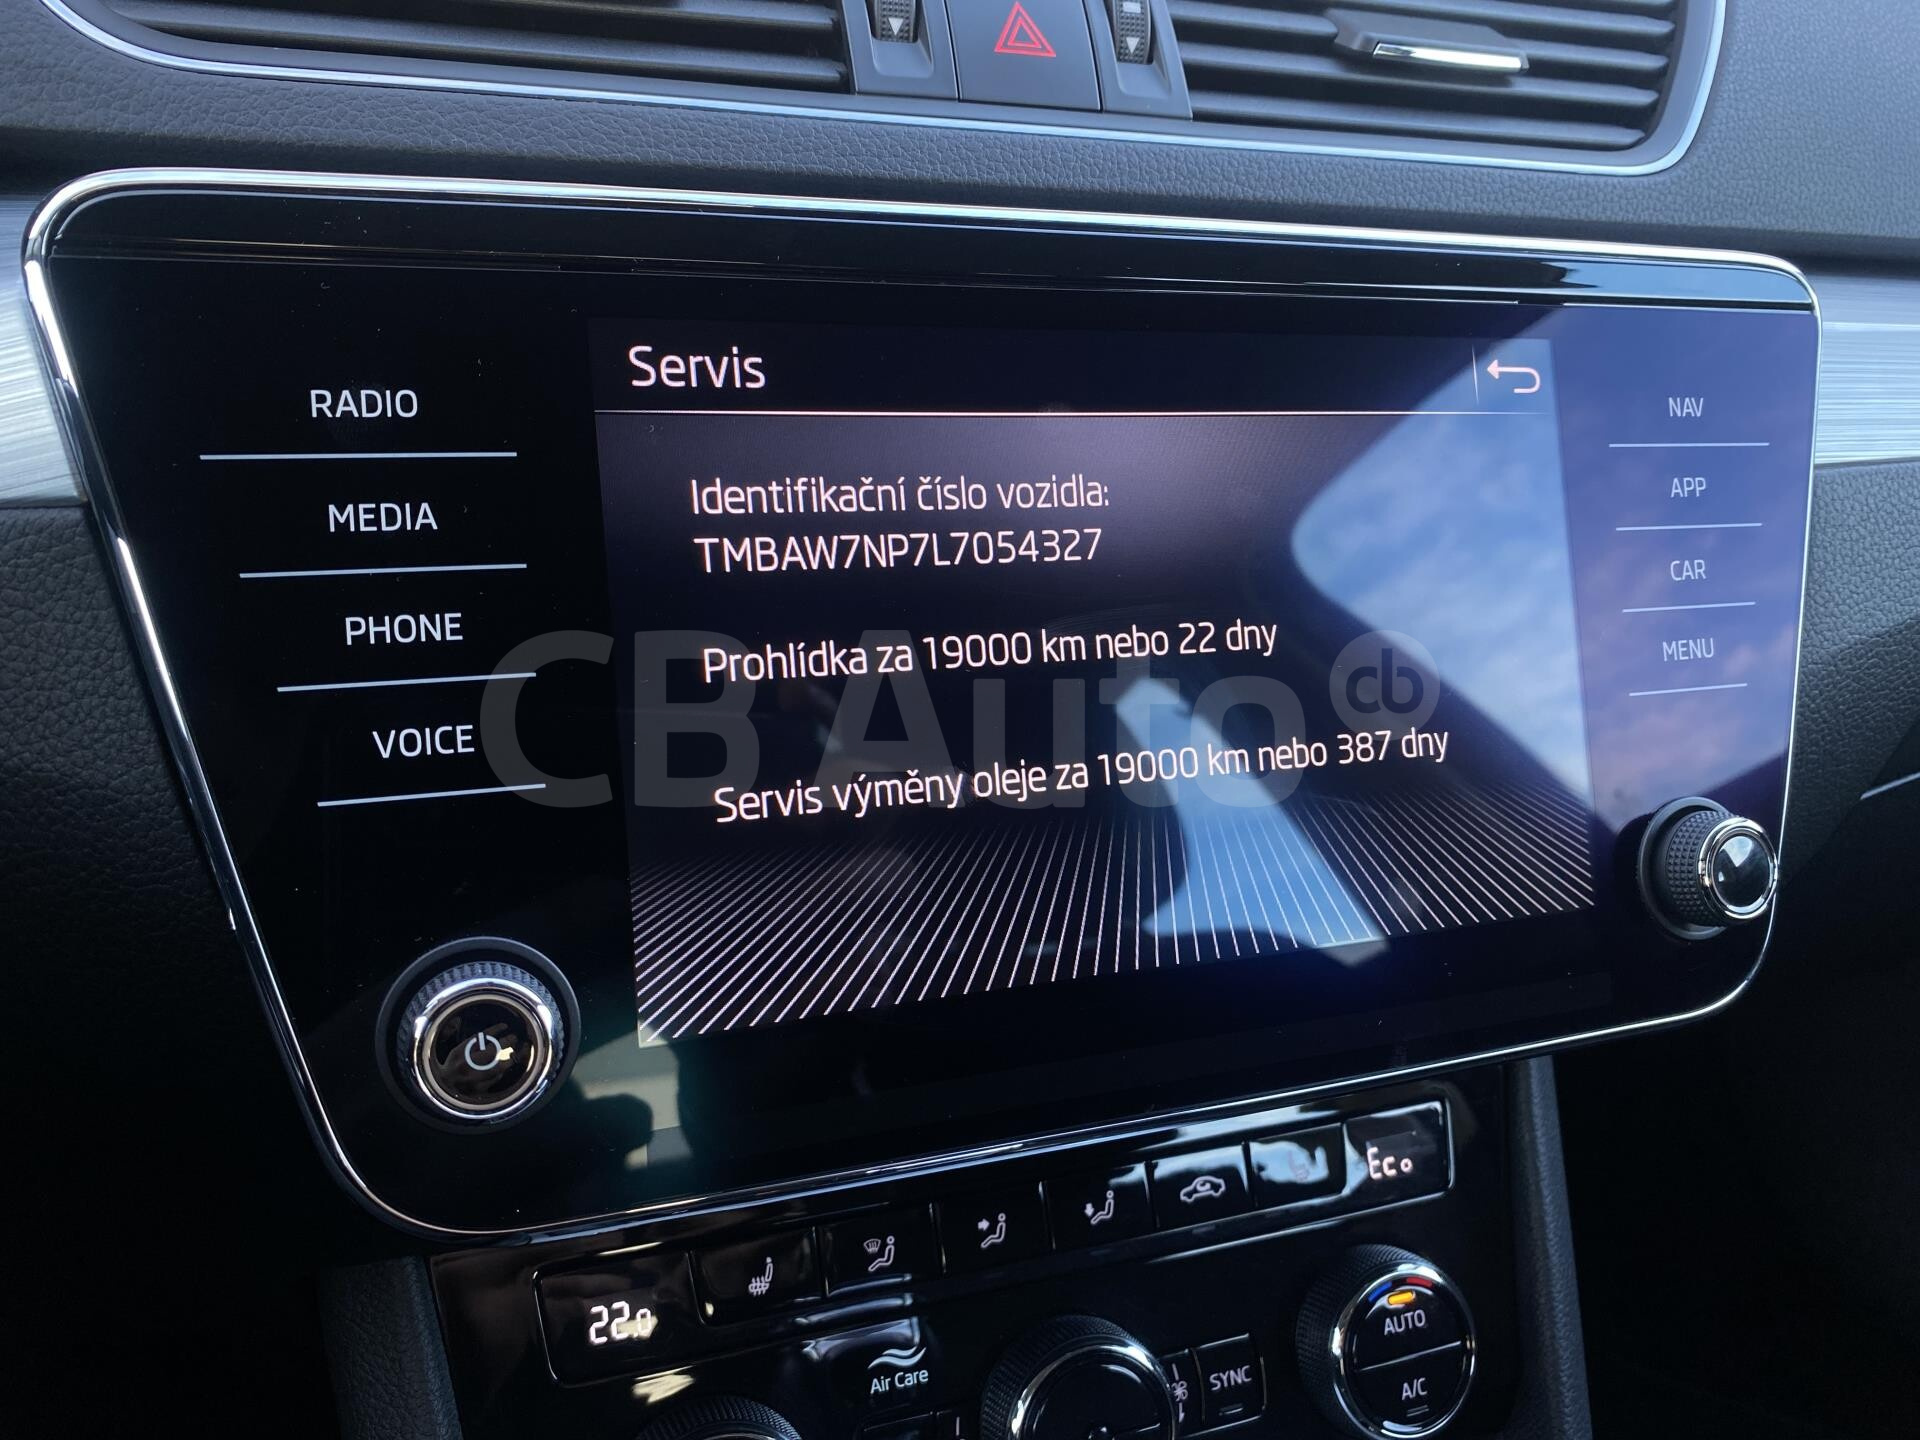 Servis
RADIO
MEDIA
PHONE
VOICE
Identifikační číslo vozidla:
TMBAW7NP7L7054327
Prohlídka za 19000 km nebo 22 dny
Servis výměny oleje za 19000 km nebo 387 dny
NAV
APP
CAR
MENU
CB Auto cb
Eco
22.0
Air Care
SYNC
AUTO
A/C